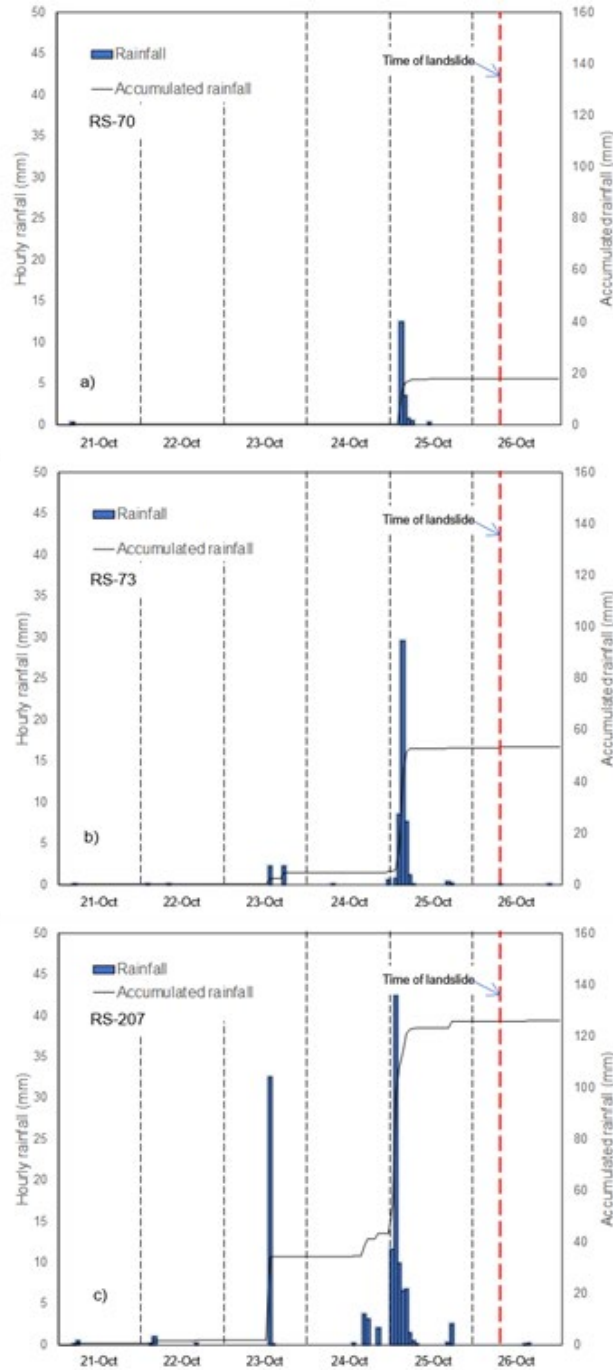 50
45
40
35
30
25
20
15
10
5
0
Hourly rainfall (mm)
160
140
120
100
80
60
40
20
0
Accumulated rainfall (mm)
Rainfall
Accumulated rainfall
RS-70
Time of landslide
a)
21-Oct 22-Oct 23-Oct 24-Oct 25-Oct 26-Oct
50
45
40
35
30
25
20
15
10
5
0
Hourly rainfall (mm)
160
140
120
100
80
60
40
20
0
Accumulated rainfall (mm)
Rainfall
Accumulated rainfall
RS-73
Time of landslide
b)
21-Oct 22-Oct 23-Oct 24-Oct 25-Oct 26-Oct
50
45
40
35
30
25
20
15
10
5
0
Hourly rainfall (mm)
160
140
120
100
80
60
40
20
0
Accumulated rainfall (mm)
Rainfall
Accumulated rainfall
RS-207
Time of landslide
c)
21-Oct 22-Oct 23-Oct 24-Oct 25-Oct 26-Oct